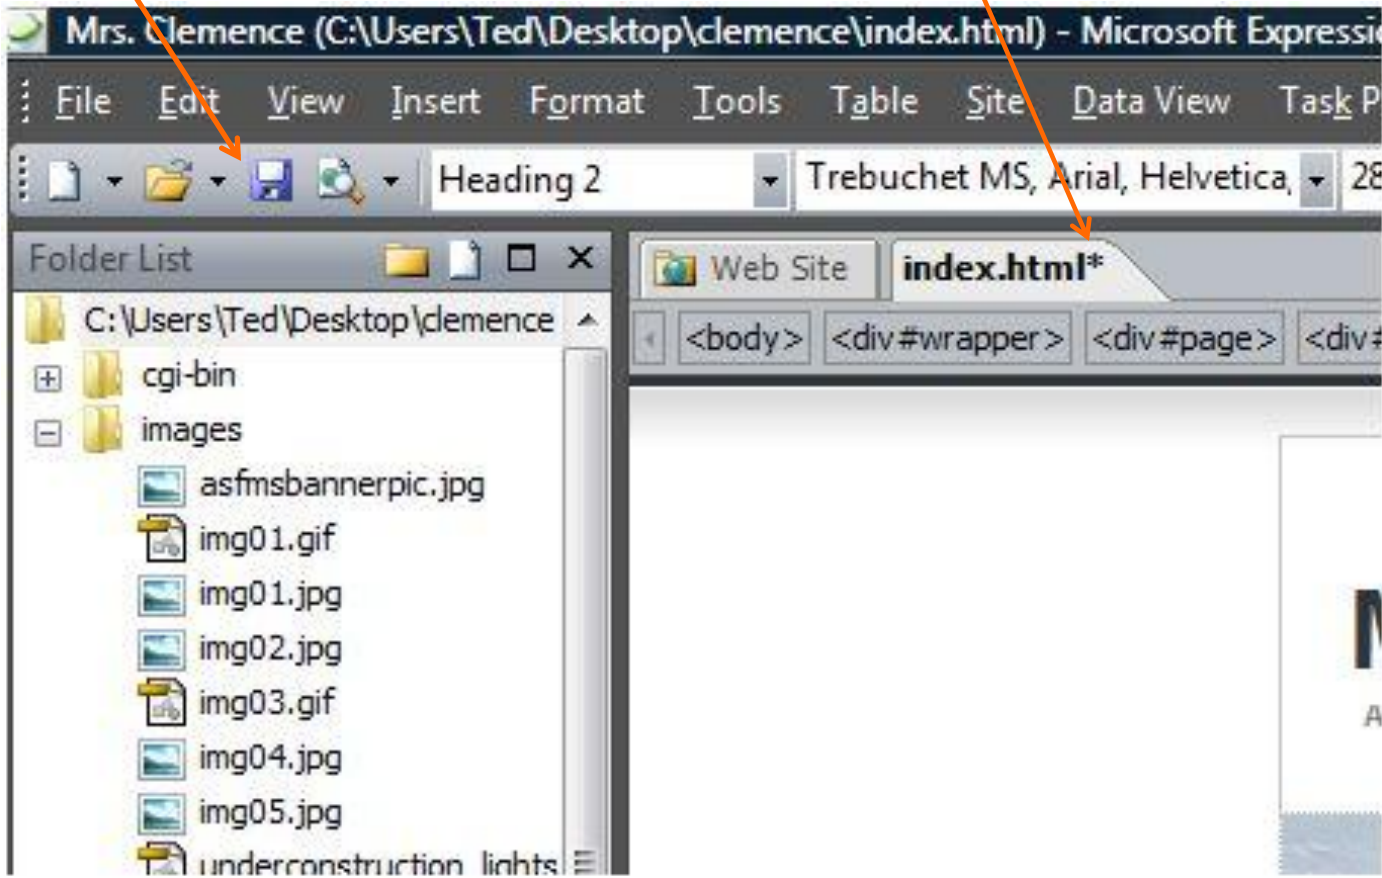 Mrs. Clemence (C:\Users\Ted\Desktop\clemence\index.html) - Microsoft
File Edit View Insert Format Tools Table Site Data View
Heading 2 Trebuchet MS, Arial, Helvetica, 28
Folder List
Web Site index.html*
C:\Users\Ted\Desktop\clemence
<body> <div#wrapper> <div#page>
cgi-bin
images
asfmsbannerpic.jpg
img01.gif
img01.jpg
img02.jpg
img03.gif
img04.jpg
img05.jpg
underconstruction_lights